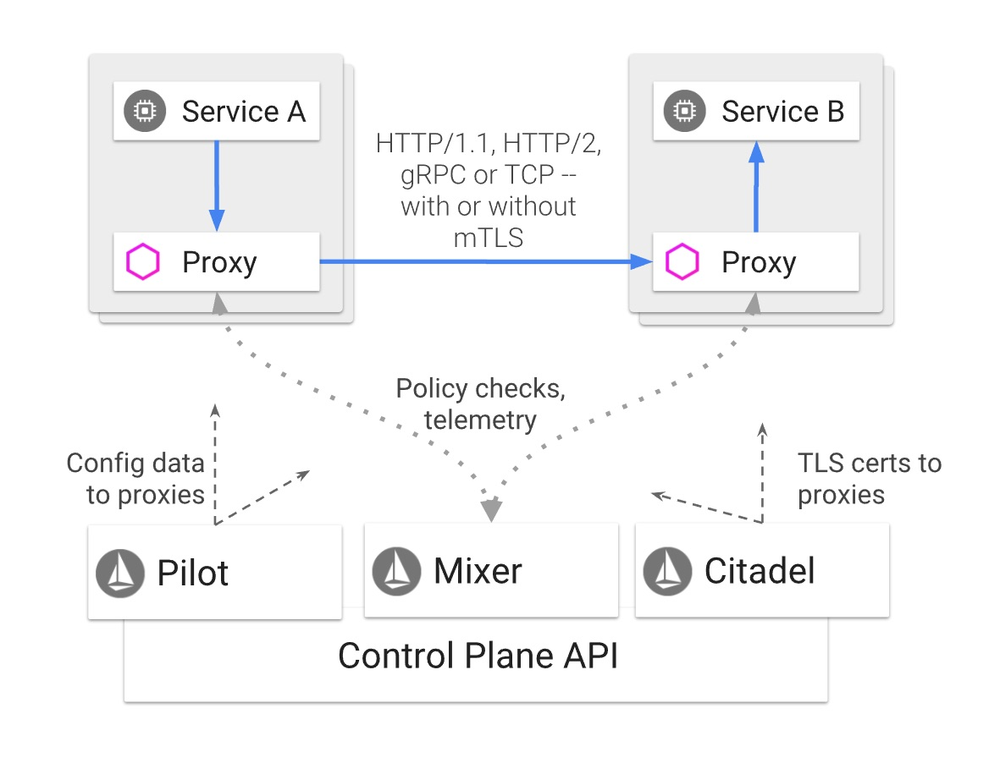 Service A
Service B
HTTP/1.1, HTTP/2,
gRPC or TCP --
with or without
mTLS
Proxy
Proxy
Policy checks,
telemetry
Config data
to proxies
TLS certs to
proxies
Pilot
Mixer
Citadel
Control Plane API